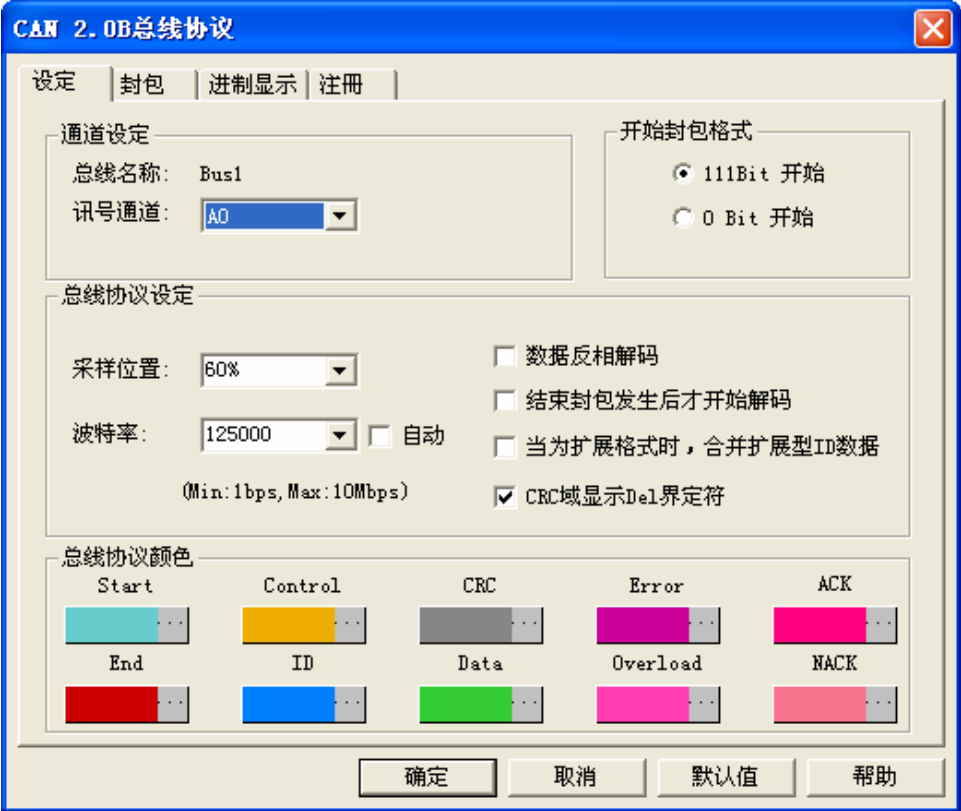 CAN 2.0B总线协议
设定 封包 进制显示 注册
通道设定
总线名称: Bus1
讯号通道: A0
开始封包格式
111Bit 开始
0 Bit 开始
总线协议设定
采样位置: 60%
波特率: 125000 自动
(Min:1bps,Max:10Mbps)
数据反相解码
结束封包发生后才开始解码
当为扩展格式时，合并扩展型ID数据
CRC域显示Del界定符
总线协议颜色
Start Control CRC Error ACK
... ... ... ... ...
End ID Data Overload NACK
... ... ... ... ...
确定 取消 默认值 帮助